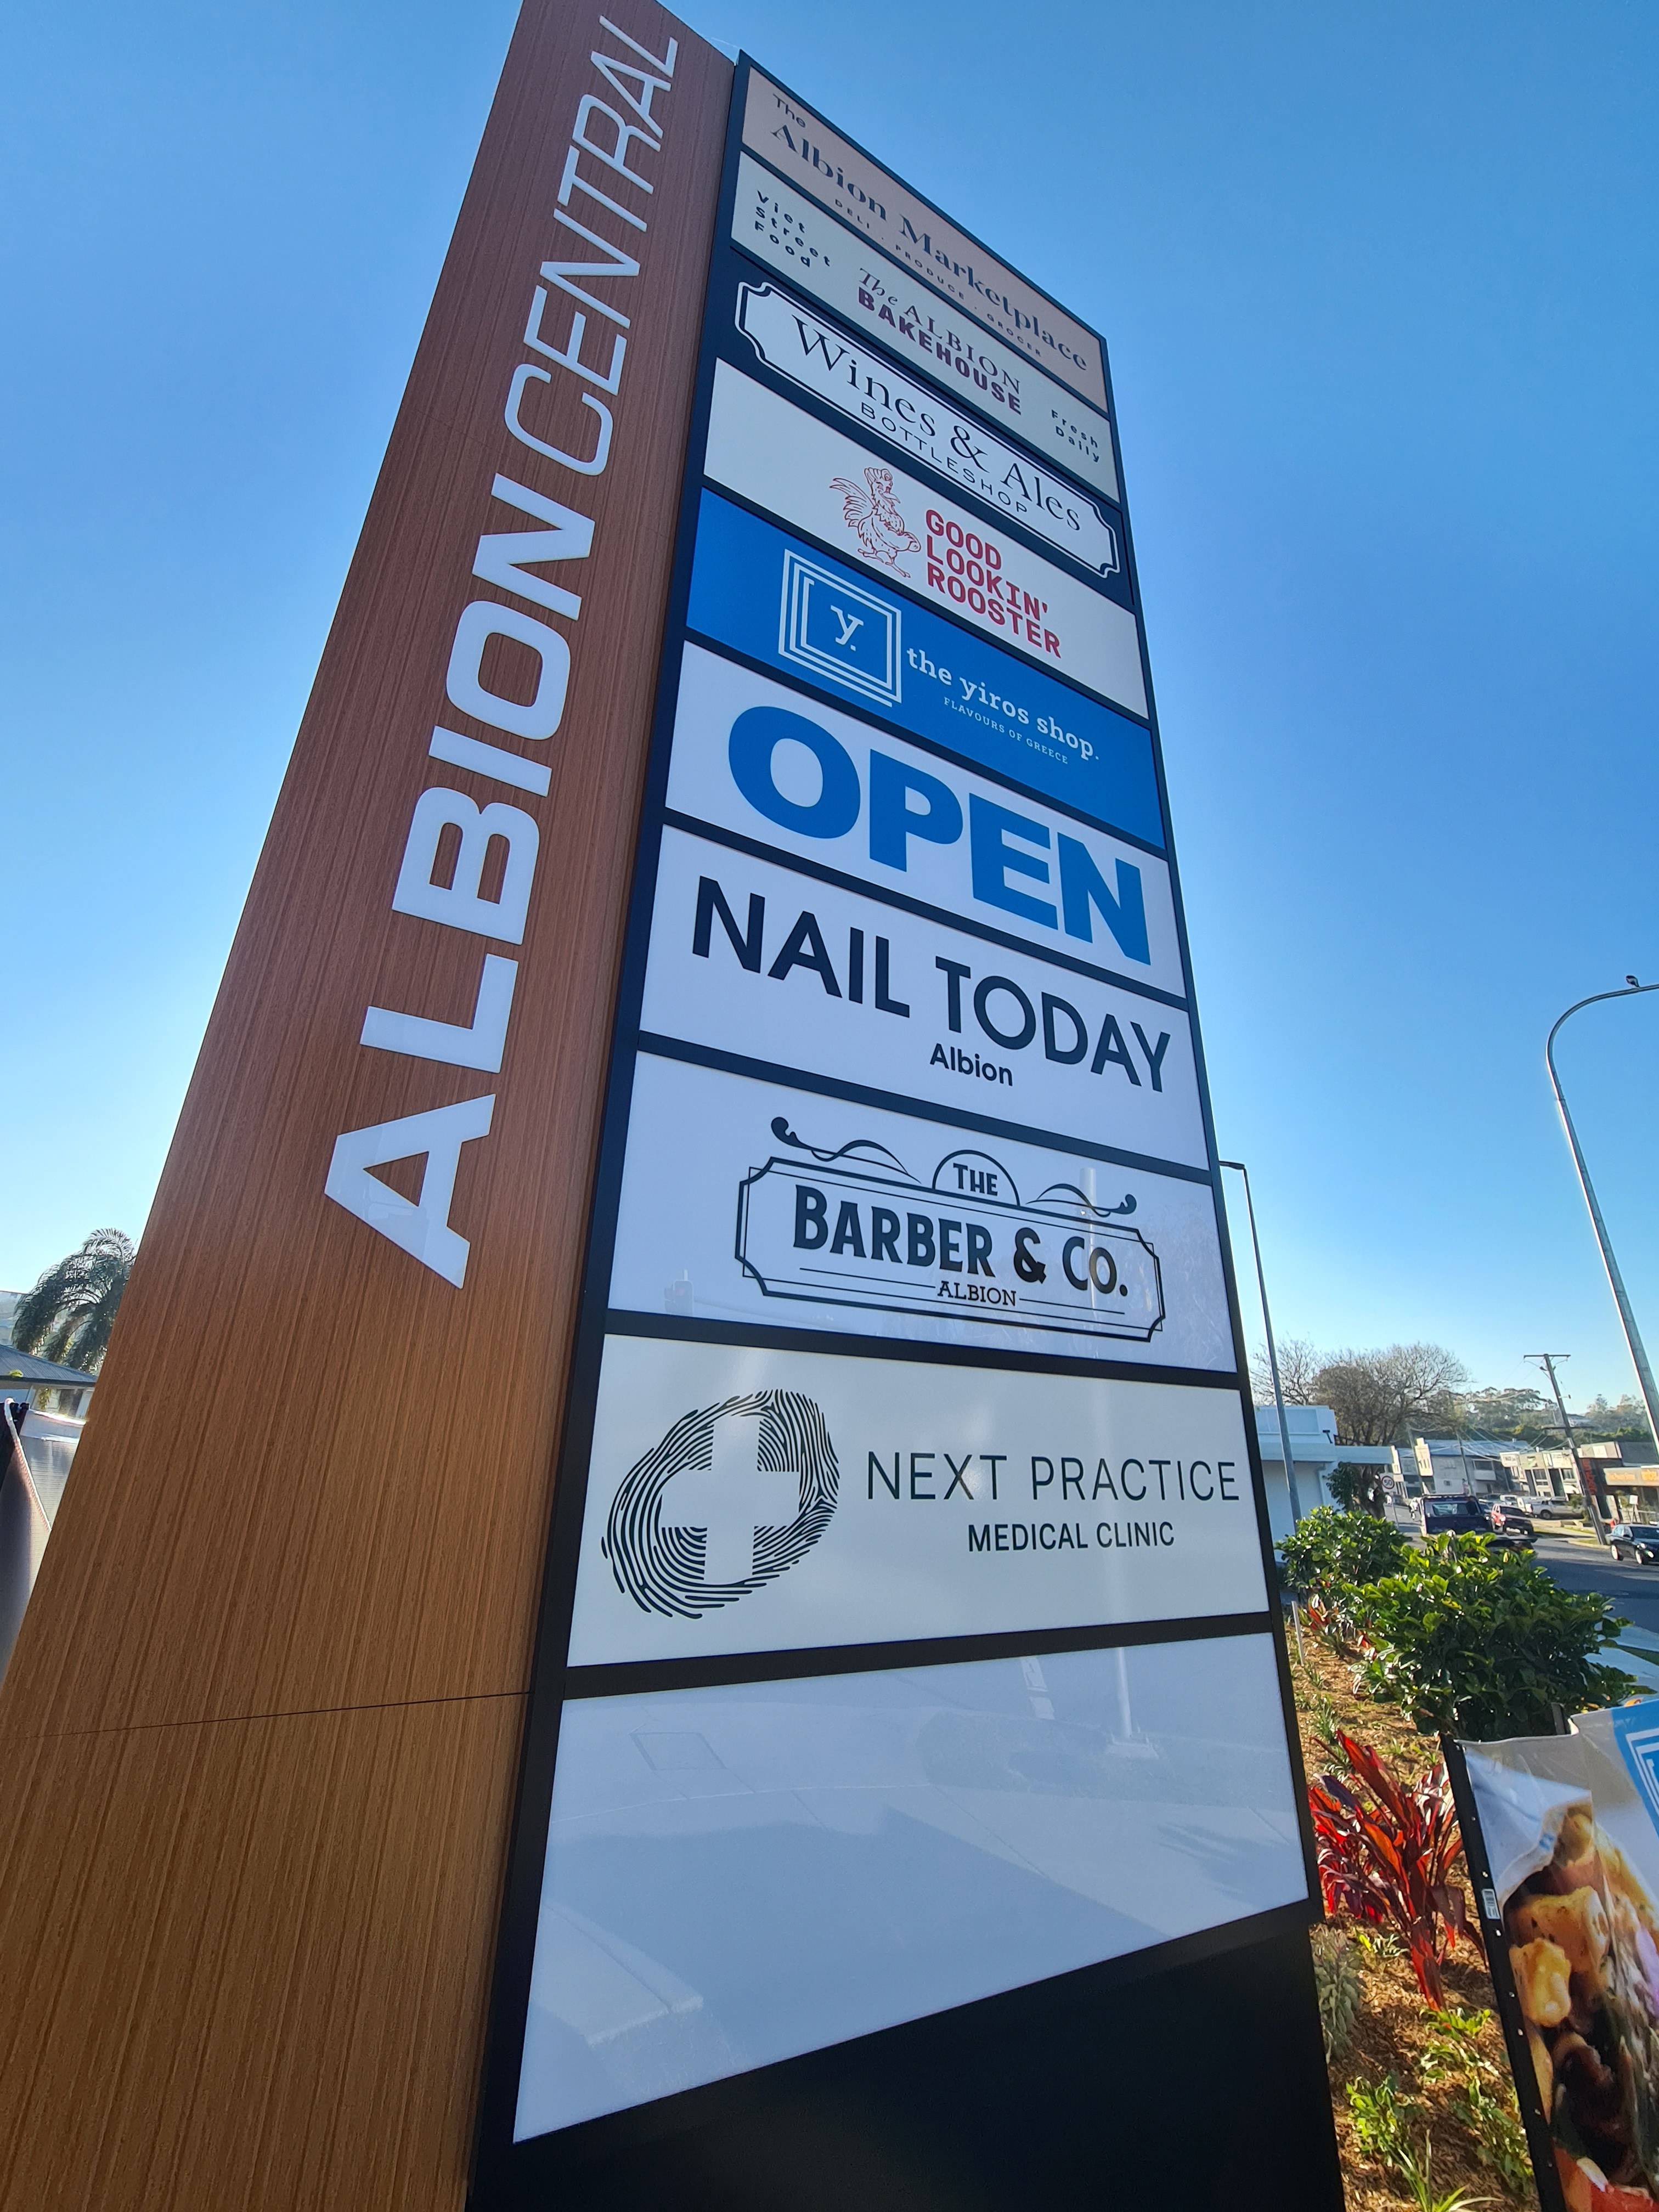 ALBION CENTRAL
The
Albion Marketplace
DELI · PRODUCE · GROCER
Viet
Street
Food
The ALBION
BAKEHOUSE
Fresh
Daily
Wines & Ales
BOTTLESHOP
GOOD
LOOKIN'
ROOSTER
y.
the yiros shop.
FLAVOURS OF GREECE
OPEN
NAIL TODAY
Albion
THE
BARBER & CO.
ALBION
NEXT PRACTICE
MEDICAL CLINIC